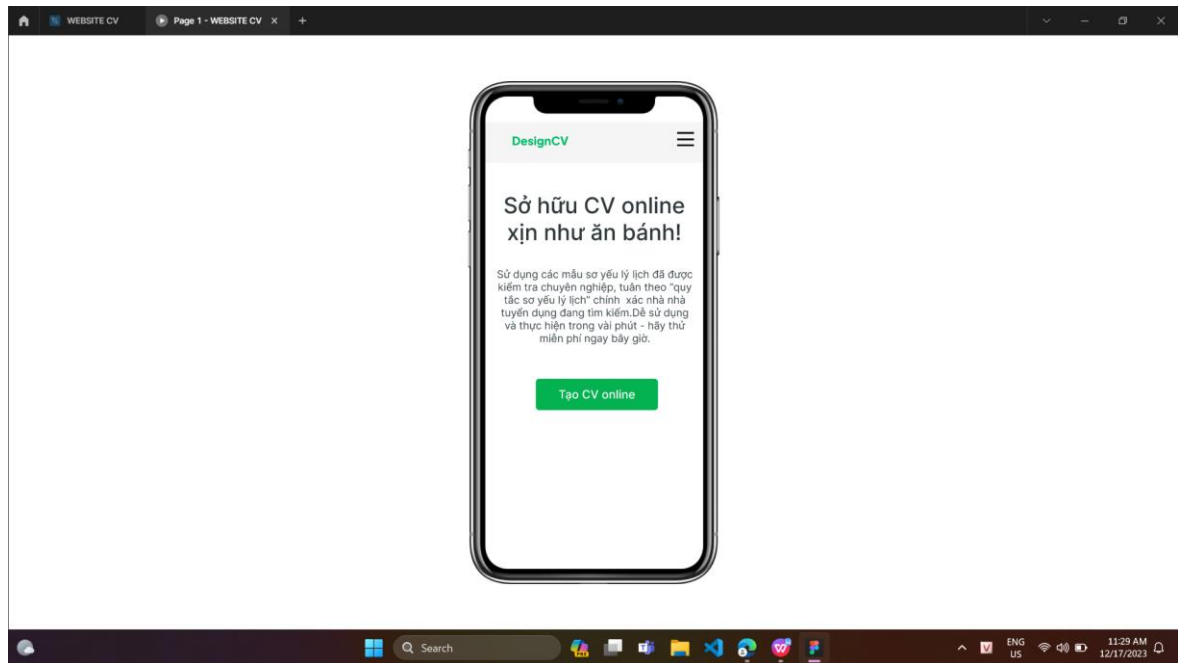 WEBSITE CV
Page 1 - WEBSITE CV
DesignCV
Sở hữu CV online
xịn như ăn bánh!
Sử dụng các mẫu sơ yếu lý lịch đã được
kiểm tra chuyên nghiệp, tuân theo "quy
tắc sơ yếu lý lịch" chính xác nhà nhà
tuyển dụng đang tìm kiếm.Dễ sử dụng
và thực hiện trong vài phút - hãy thử
miễn phí ngay bây giờ.
Tạo CV online
Search
PRE
V
ENG
US
11:29 AM
12/17/2023